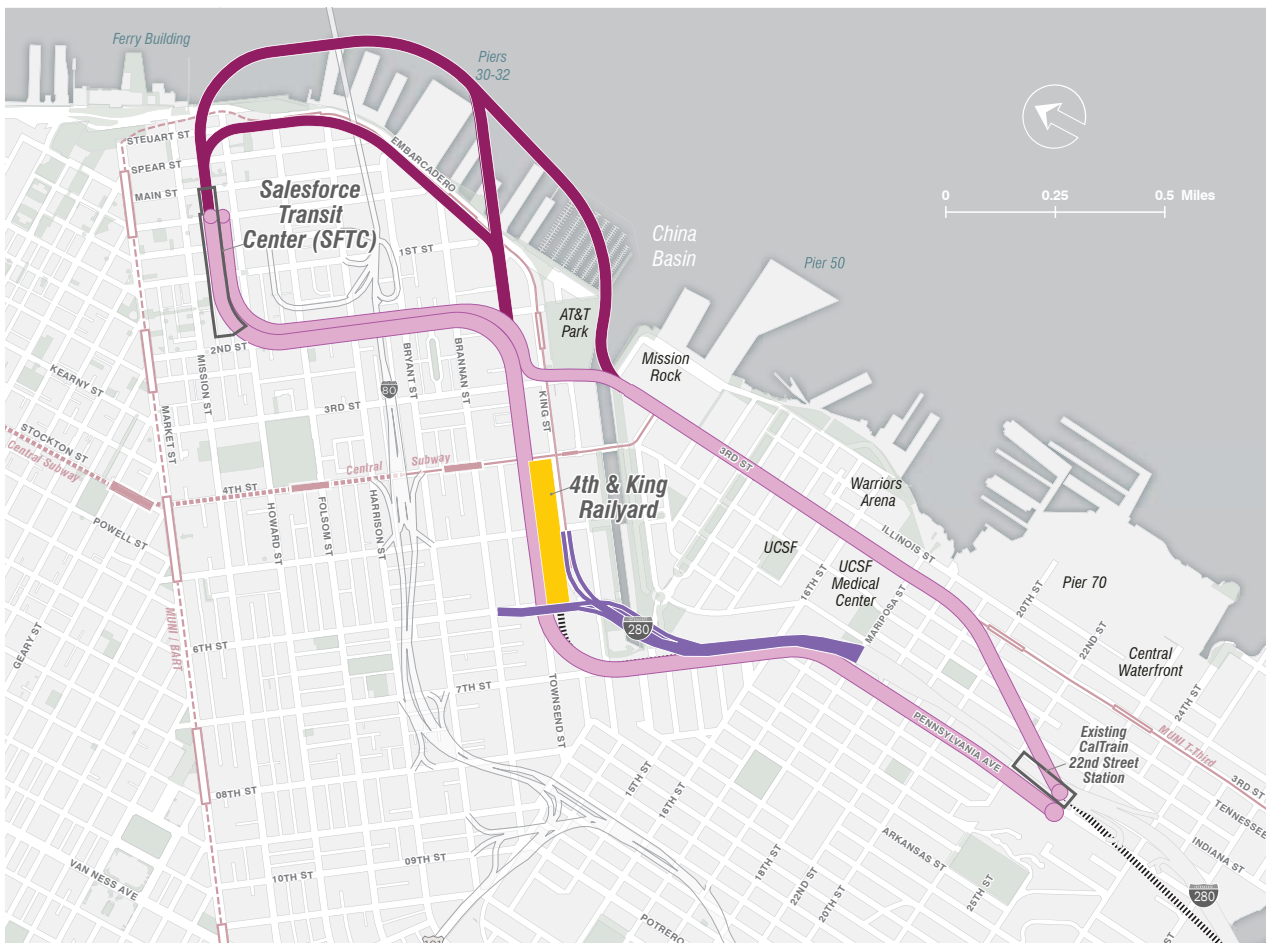 Ferry Building
Piers
30-32
STEUART ST
SPEAR ST
MAIN ST
EMBARCADERO
Salesforce
Transit
Center (SFTC)
1ST ST
0
0.25
0.5 Miles
China
Basin
Pier 50
AT&T
Park
Mission
Rock
2ND ST
KEARNY ST
MISSION ST
MARKET ST
80
BRYANT ST
BRANNAN ST
KING ST
3RD ST
STOCKTON ST
Central Subway
Central Subway
4TH ST
3RD ST
4th & King
Railyard
Warriors
Arena
ILLINOIS ST
POWELL ST
HOWARD ST
FOLSOM ST
HARRISON ST
UCSF
16TH ST
UCSF
Medical
Center
MARIPOSA ST
20TH ST
Pier 70
22ND ST
Central
Waterfront
24TH ST
GEARY ST
MUNI / BART
6TH ST
280
7TH ST
TOWNSEND ST
PENNSYLVANIA AVE
Existing
CalTrain
22nd Street
Station
MUNI T-Third
3RD ST
TENNESSEE
INDIANA ST
08TH ST
15TH ST
16TH ST
18TH ST
22ND ST
20TH ST
ARKANSAS ST
25TH ST
VAN NESS AVE
09TH ST
10TH ST
POTRERO
280
ST